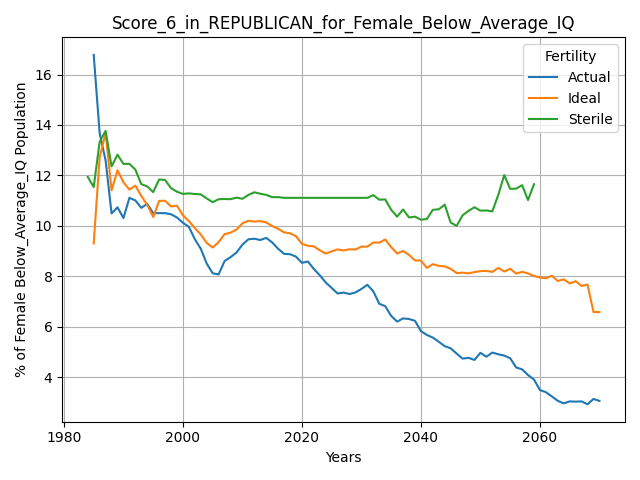 Score_6_in_REPUBLICAN_for_Female_Below_Average_IQ
Fertility
Actual
Ideal
Sterile
% of Female Below_Average_IQ Population
16
14
12
10
8
6
4
1980
2000
2020
2040
2060
Years